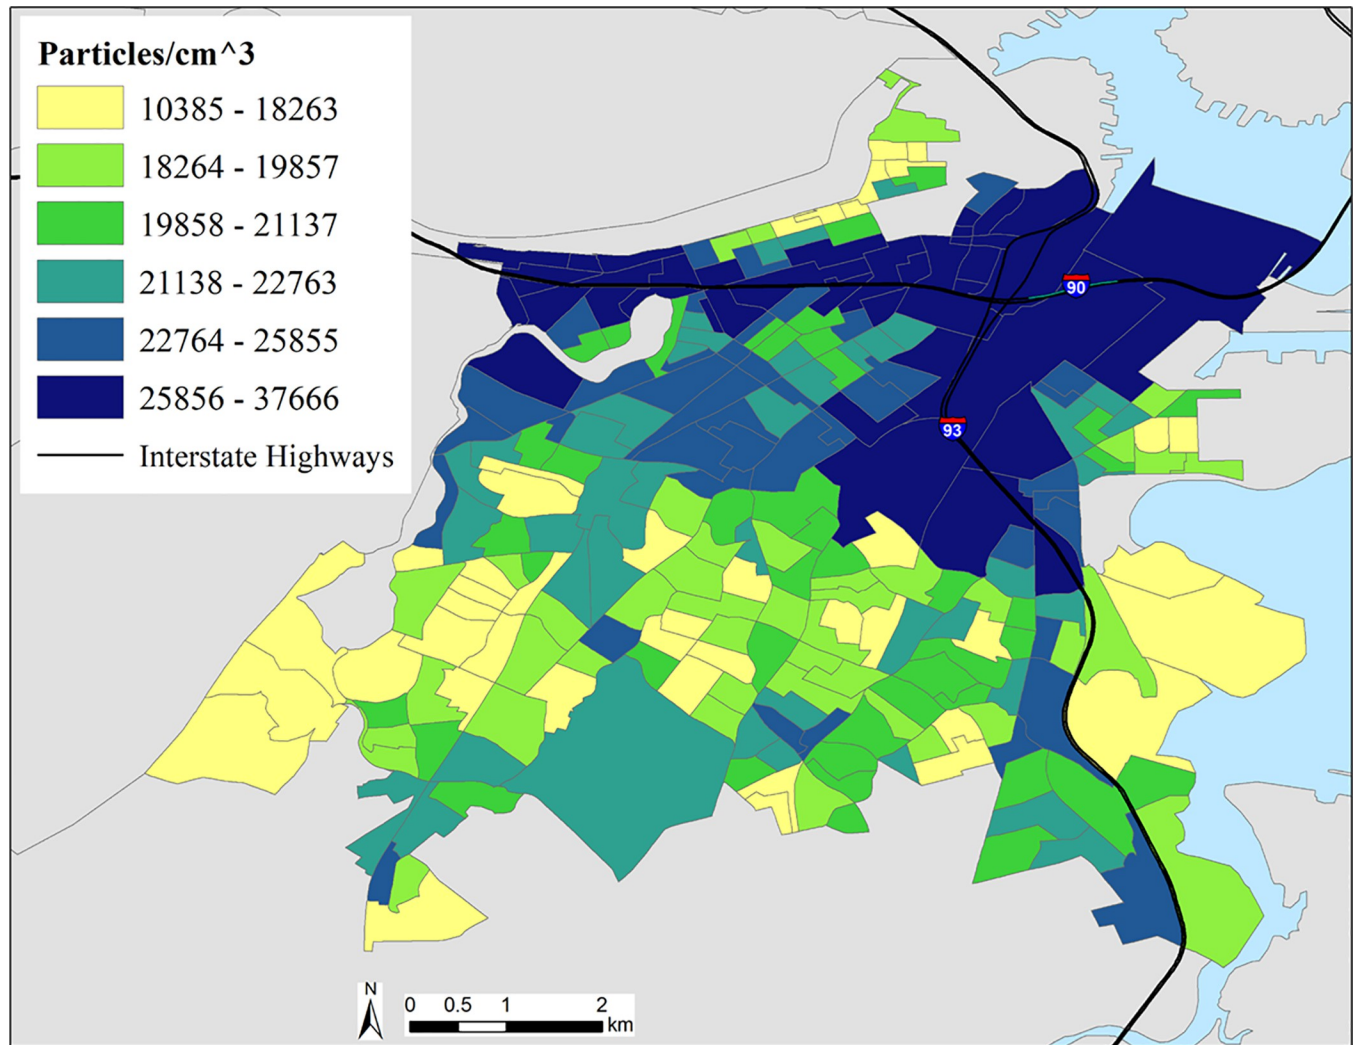 Particles/cm^3
10385 - 18263
18264 - 19857
19858 - 21137
21138 - 22763
22764 - 25855
25856 - 37666
Interstate Highways
90
93
N
0 0.5 1 2
km